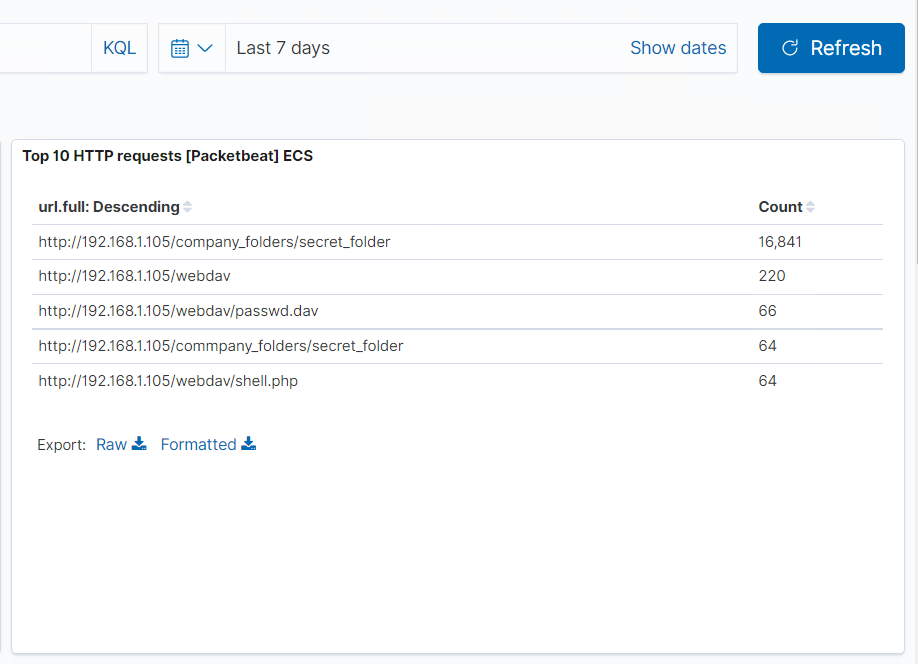 KQL Last 7 days Show dates Refresh
Top 10 HTTP requests [Packetbeat] ECS
url.full: Descending Count
http://192.168.1.105/company_folders/secret_folder 16,841
http://192.168.1.105/webdav 220
http://192.168.1.105/webdav/passwd.dav 66
http://192.168.1.105/commpany_folders/secret_folder 64
http://192.168.1.105/webdav/shell.php 64
Export: Raw Formatted